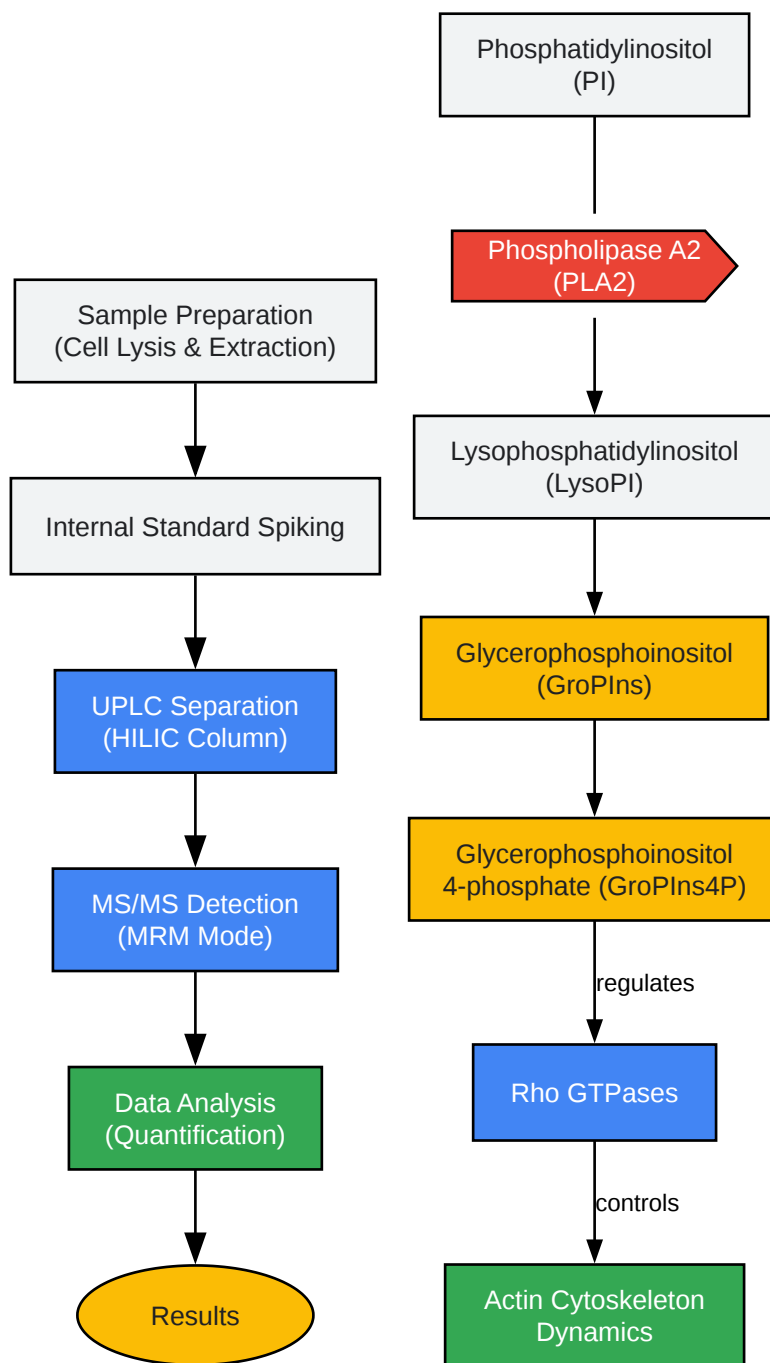 Sample Preparation
(Cell Lysis & Extraction)
Internal Standard Spiking
UPLC Separation
(HILIC Column)
MS/MS Detection
(MRM Mode)
Data Analysis
(Quantification)
Results
Phosphatidylinositol
(PI)
Phospholipase A2
(PLA2)
Lysophosphatidylinositol
(LysoPI)
Glycerophosphoinositol
(GroPIns)
Glycerophosphoinositol
4-phosphate (GroPIns4P)
regulates
Rho GTPases
controls
Actin Cytoskeleton
Dynamics